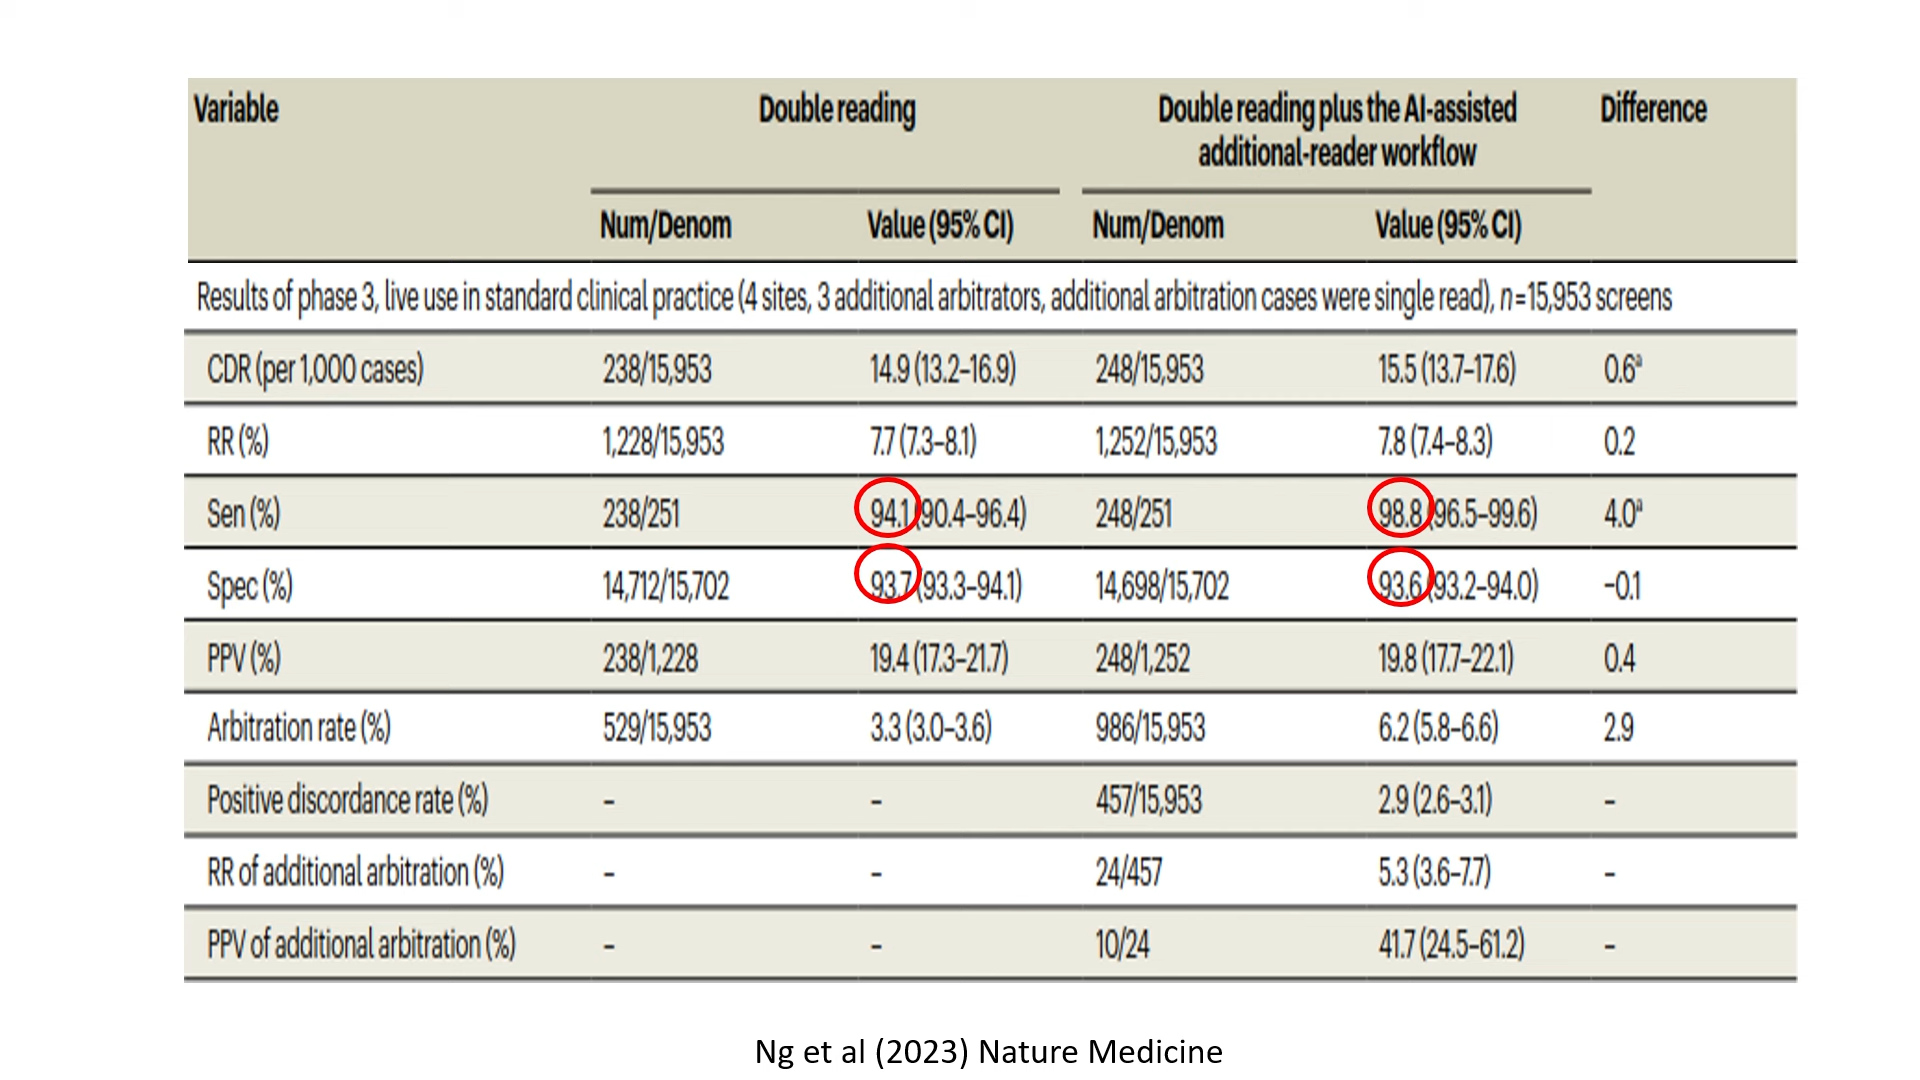 Variable Double reading Double reading plus the AI-assisted additional-reader workflow Difference
Num/Denom Value (95% CI) Num/Denom Value (95% CI)
Results of phase 3, live use in standard clinical practice (4 sites, 3 additional arbitrators, additional arbitration cases were single read), n=15,953 screens
CDR (per 1,000 cases) 238/15,953 14.9 (13.2–16.9) 248/15,953 15.5 (13.7–17.6) 0.6ª
RR (%) 1,228/15,953 7.7 (7.3–8.1) 1,252/15,953 7.8 (7.4–8.3) 0.2
Sen (%) 238/251 94.1 (90.4–96.4) 248/251 98.8 (96.5–99.6) 4.0ª
Spec (%) 14,712/15,702 93.7 (93.3–94.1) 14,698/15,702 93.6 (93.2–94.0) −0.1
PPV (%) 238/1,228 19.4 (17.3–21.7) 248/1,252 19.8 (17.7–22.1) 0.4
Arbitration rate (%) 529/15,953 3.3 (3.0–3.6) 986/15,953 6.2 (5.8–6.6) 2.9
Positive discordance rate (%) – – 457/15,953 2.9 (2.6–3.1) –
RR of additional arbitration (%) – – 24/457 5.3 (3.6–7.7) –
PPV of additional arbitration (%) – – 10/24 41.7 (24.5–61.2) –
Ng et al (2023) Nature Medicine